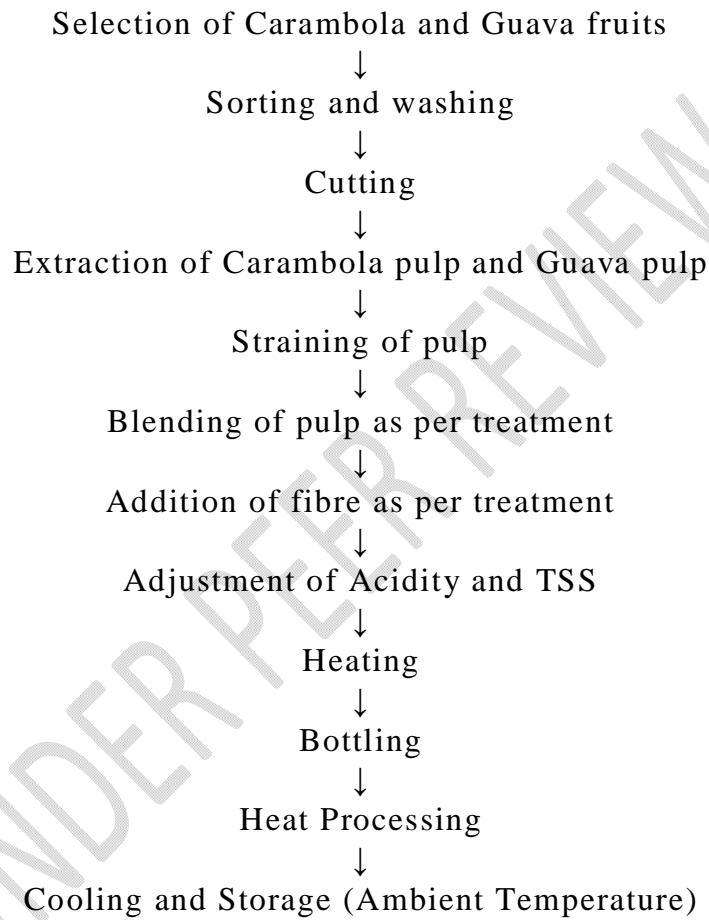 Selection of Carambola and Guava fruits
↓
Sorting and washing
↓
Cutting
↓
Extraction of Carambola pulp and Guava pulp
↓
Straining of pulp
↓
Blending of pulp as per treatment
↓
Addition of fibre as per treatment
↓
Adjustment of Acidity and TSS
↓
Heating
↓
Bottling
↓
Heat Processing
↓
Cooling and Storage (Ambient Temperature)
NDER PEER REVIEW